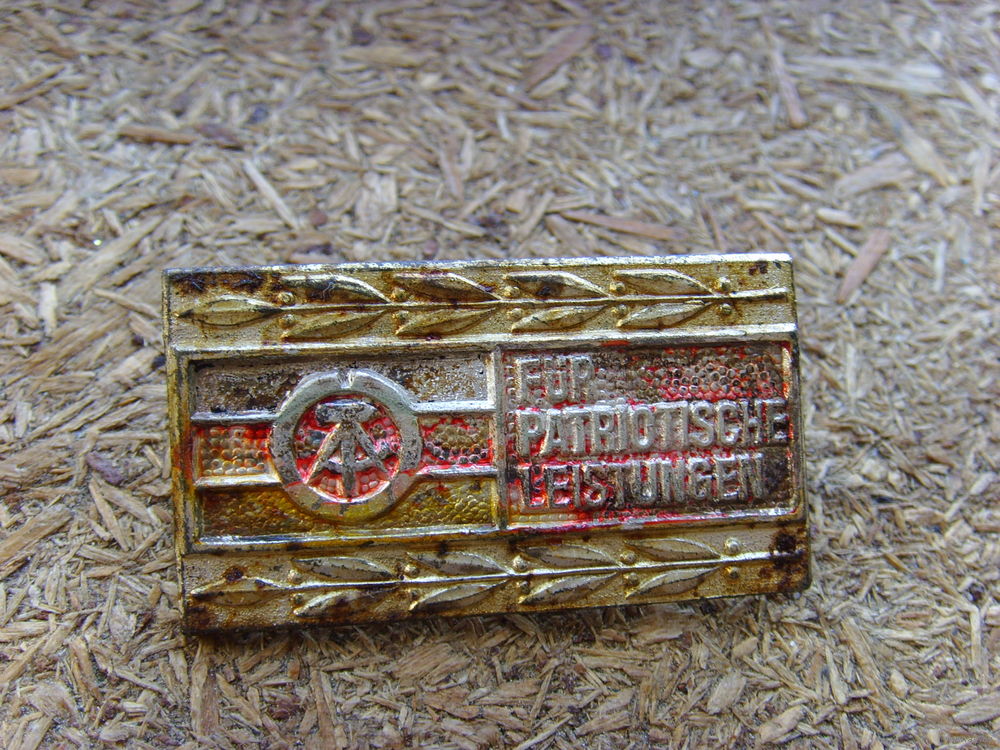 FÜR
PATRIOTISCHE
LEISTUNGEN